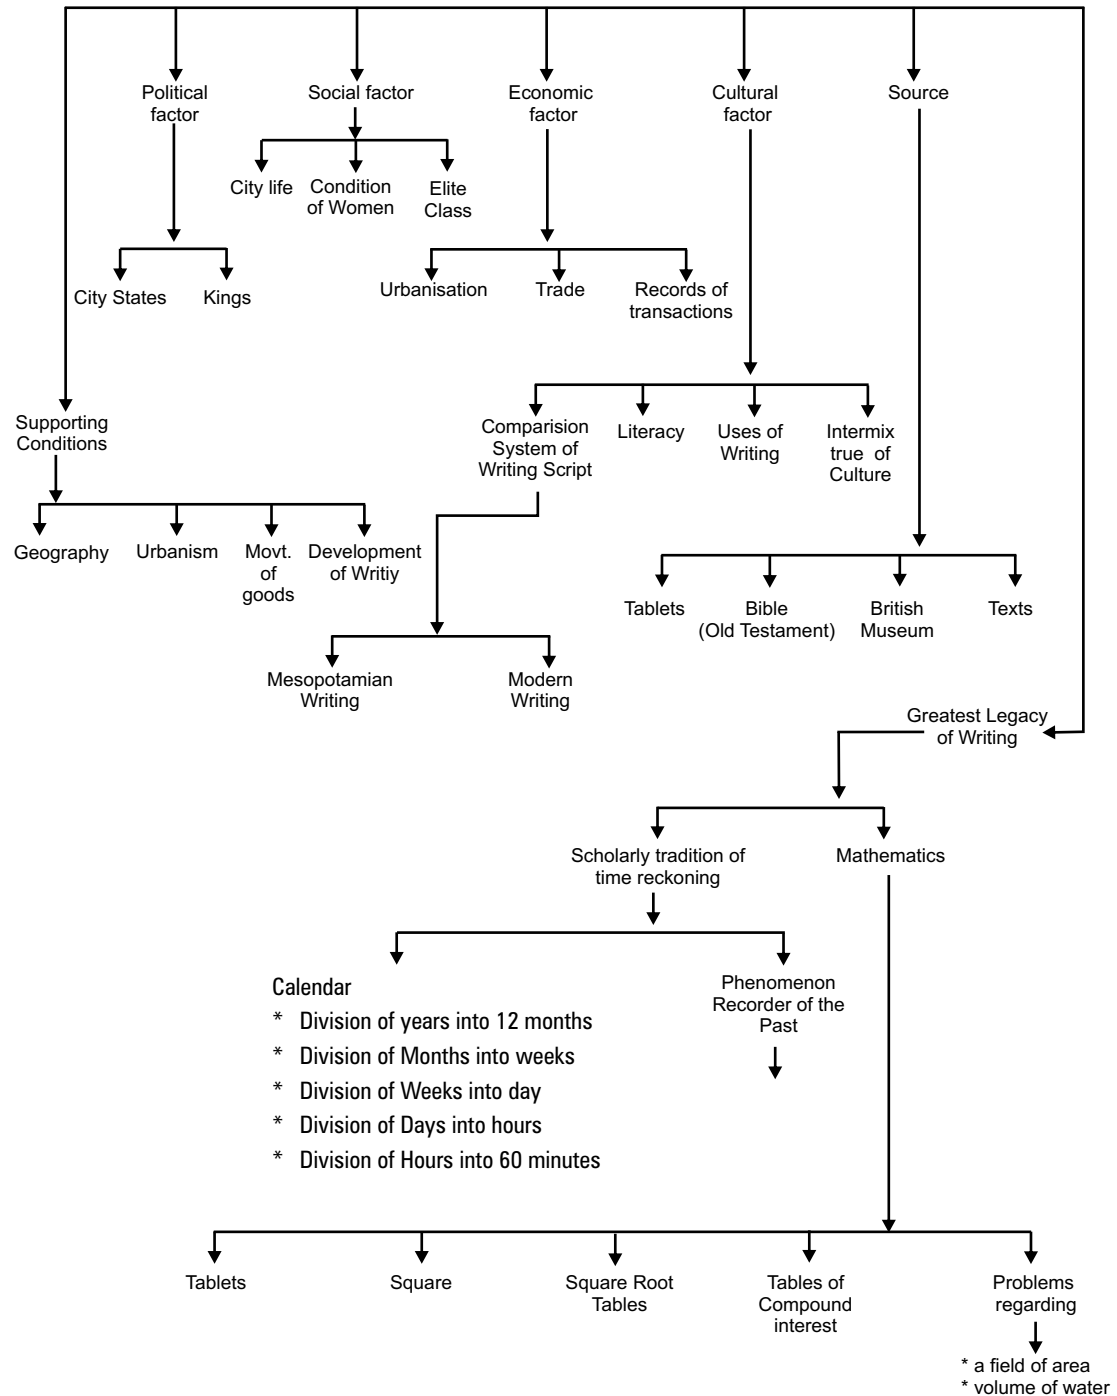 Political
factor
Social factor
Economic
factor
Cultural
factor
Source
City life
Condition
of Women
Elite
Class
City States
Kings
Urbanisation
Trade
Records of
transactions
Supporting
Conditions
Comparision
System of
Writing Script
Literacy
Uses of
Writing
Intermix
true of
Culture
Geography
Urbanism
Movt.
of
goods
Development
of Writiy
Tablets
Bible
(Old Testament)
British
Museum
Texts
Mesopotamian
Writing
Modern
Writing
Greatest Legacy
of Writing
Scholarly tradition of
time reckoning
Mathematics
Calendar
* Division of years into 12 months
* Division of Months into weeks
* Division of Weeks into day
* Division of Days into hours
* Division of Hours into 60 minutes
Phenomenon
Recorder of the
Past
Tablets
Square
Square Root
Tables
Tables of
Compound
interest
Problems
regarding
* a field of area
* volume of water